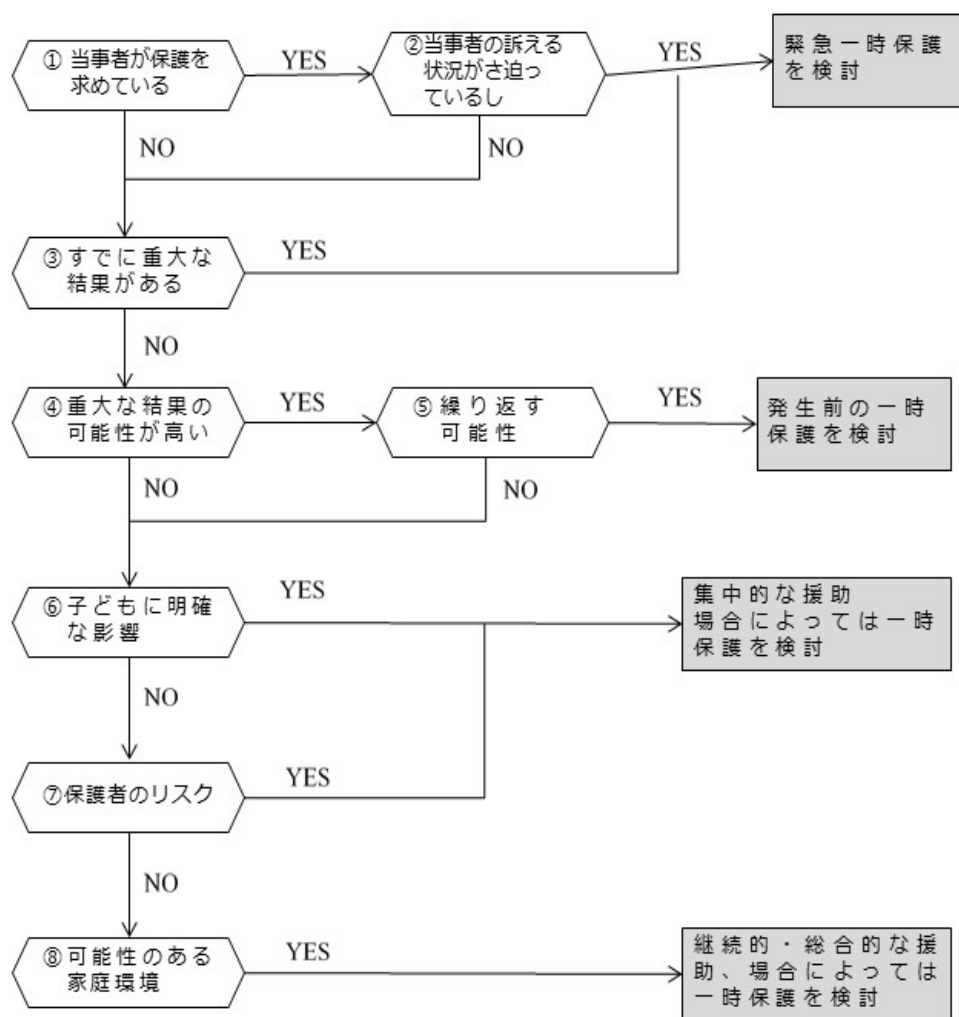 ① 当事者が保護を
求めている
YES
②当事者の訴える
状況がさ迫っ
ているし
YES
緊急一時保護
を検討
NO
NO
③すでに重大な
結果がある
YES
NO
④重大な結果の
可能性が高い
YES
⑤繰り返す
可能性
YES
発生前の一時
保護を検討
NO
NO
⑥子どもに明確
な影響
YES
集中的な援助
場合によっては一時
保護を検討
NO
⑦保護者のリスク
YES
NO
⑧可能性のある
家庭環境
YES
継続的・総合的な援
助、場合によっては
一時保護を検討